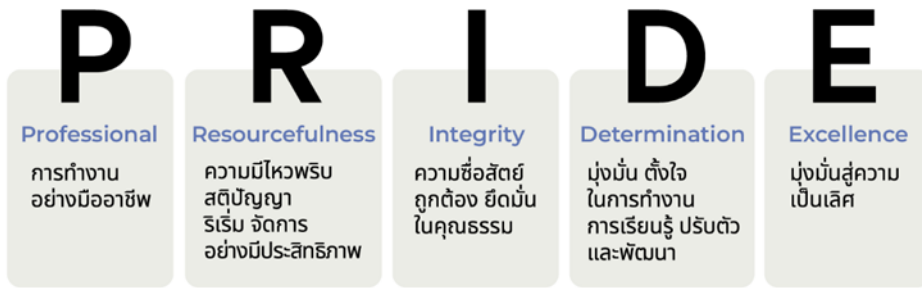 P R I D E
Professional
การทำงาน
อย่างมืออาชีพ
Resourcefulness
ความมีไหวพริบ
สติปัญญา
ริเริ่ม จัดการ
อย่างมีประสิทธิภาพ
Integrity
ความซื่อสัตย์
ถูกต้อง ยึดมั่น
ในคุณธรรม
Determination
มุ่งมั่น ตั้งใจ
ในการทำงาน
การเรียนรู้ ปรับตัว
และพัฒนา
Excellence
มุ่งมั่นสู่ความ
เป็นเลิศ